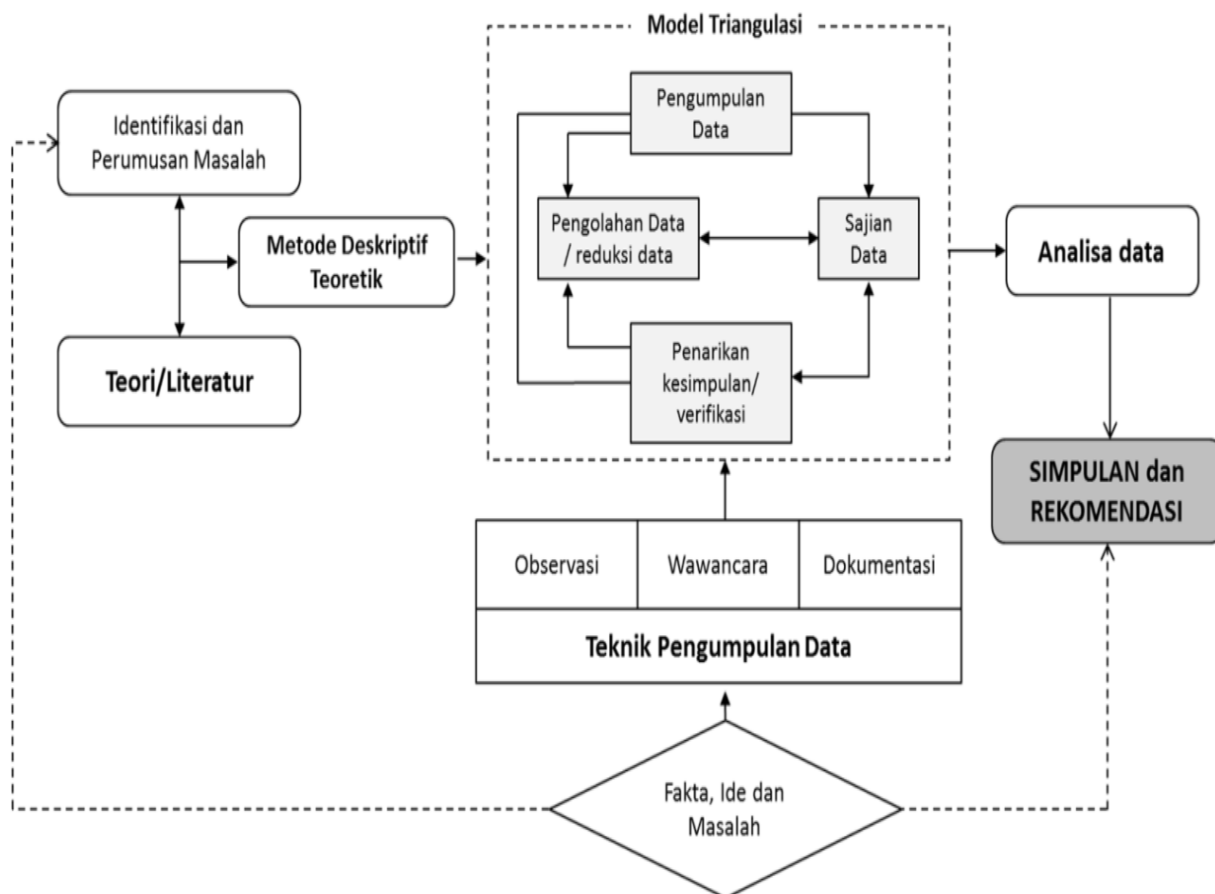 Model Triangulasi
Identifikasi dan
Perumusan Masalah
Metode Deskriptif
Teoretik
Teori/Literatur
Pengumpulan
Data
Pengolahan Data
/ reduksi data
Sajian
Data
Penarikan
kesimpulan/
verifikasi
Analisa data
SIMPULAN dan
REKOMENDASI
Observasi
Wawancara
Dokumentasi
Teknik Pengumpulan Data
Fakta, Ide dan
Masalah